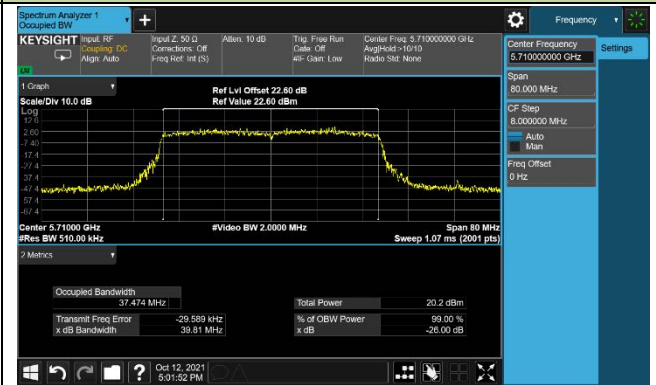 Spectrum Analyzer 1
Occupied BW
+
Frequency
KEYSIGHT
Input: RF
Coupling: DC
Align: Auto
Input Z: 50 Ω
Corrections: Off
Freq Ref: Int (S)
Atten: 10 dB
Trig: Free Run
Gate: Off
#IF Gain: Low
Center Freq: 5.710000000 GHz
Avg|Hold:>10/10
Radio Std: None
Center Frequency
5.710000000 GHz
Settings
Span
80.000 MHz
CF Step
8.000000 MHz
Auto
Man
Freq Offset
0 Hz
1 Graph
Scale/Div 10.0 dB
Ref Lvl Offset 22.60 dB
Ref Value 22.60 dBm
Log
12.6
2.60
-7.40
-17.4
-27.4
-37.4
-47.4
-57.4
-67.4
Center 5.71000 GHz
#Res BW 510.00 kHz
#Video BW 2.0000 MHz
Span 80 MHz
Sweep 1.07 ms (2001 pts)
2 Metrics
Occupied Bandwidth
37.474 MHz
Total Power 20.2 dBm
Transmit Freq Error -29.589 kHz
% of OBW Power 99.00 %
x dB Bandwidth 39.81 MHz
x dB -26.00 dB
?
Oct 12, 2021
5:01:52 PM